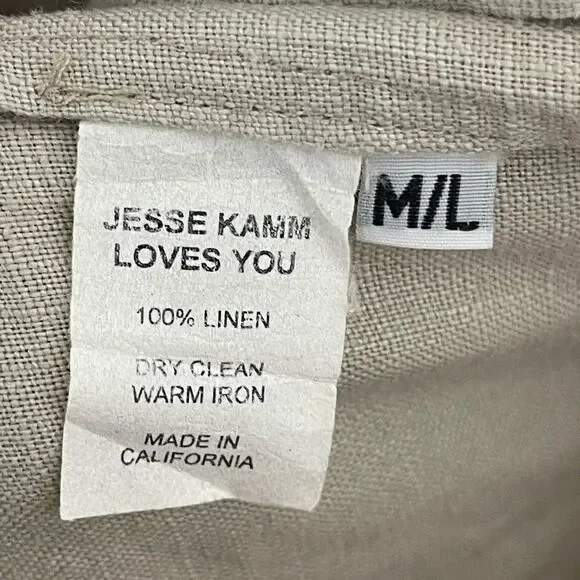 JESSE KAMM
LOVES YOU
100% LINEN
DRY CLEAN
WARM IRON
MADE IN
CALIFORNIA
M/L